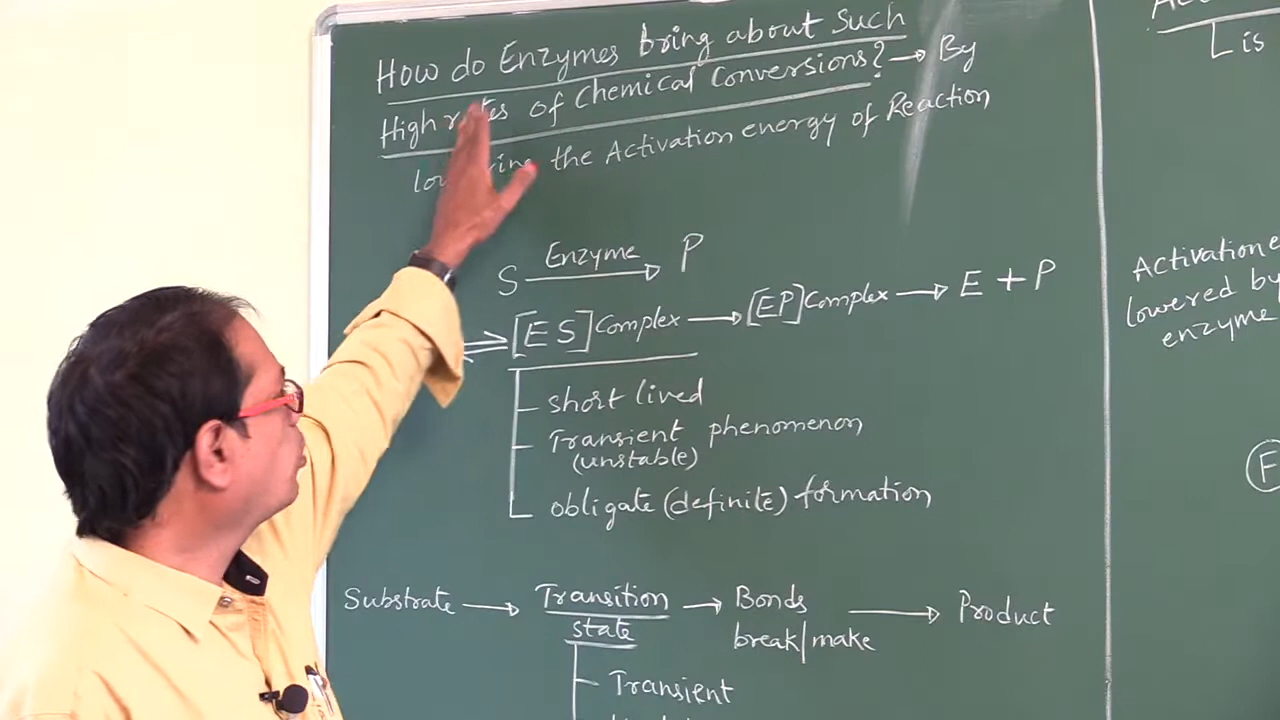 How do Enzymes bring about Such
High rates of Chemical Conversions? → By
the Activation energy of Reaction
S Enzyme → P
⇌ [ES] Complex → [EP] Complex → E + P
short lived
Transient phenomenon
(unstable)
obligate (definite) formation
Substrate → Transition state → Bonds break/make → Product
Transient
L is
Activation
lowered by
enzyme